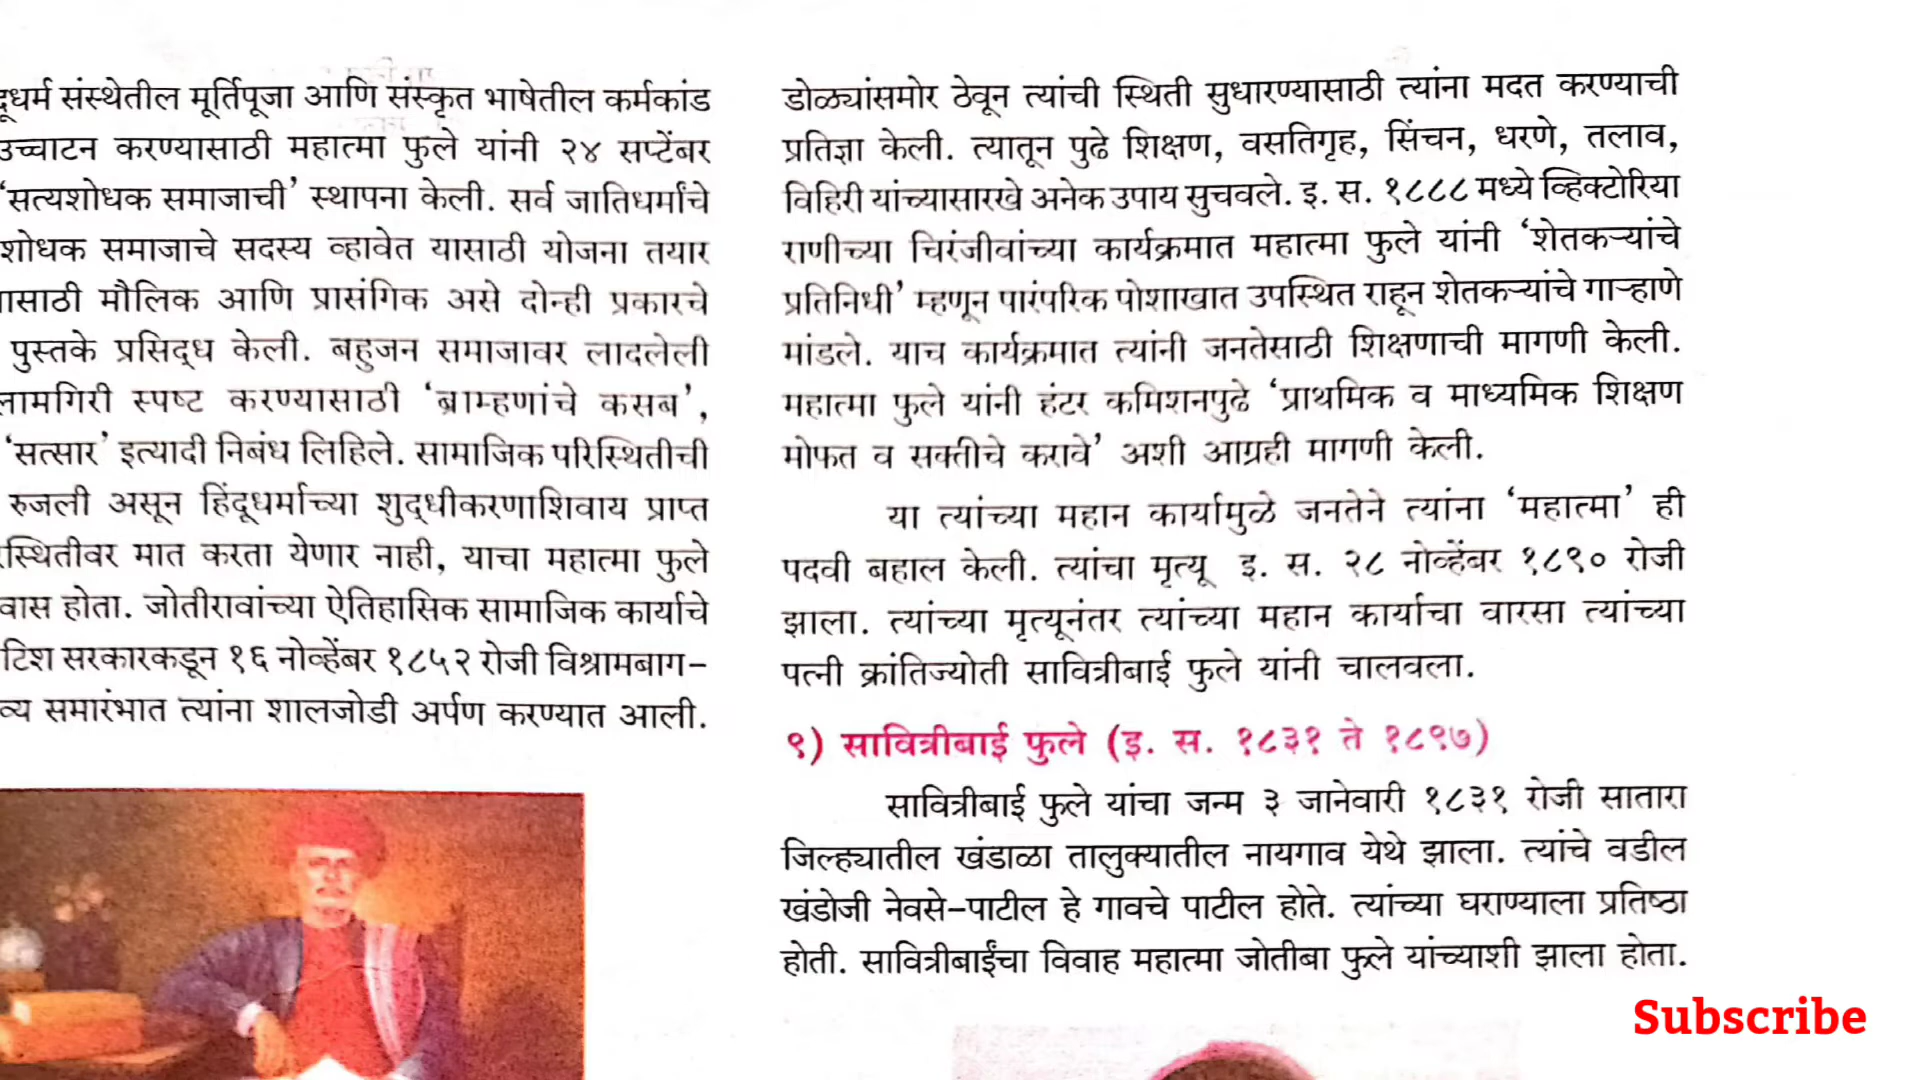 दूधर्म संस्थेतील मूर्तिपूजा आणि संस्कृत भाषेतील कर्मकांड
उच्चाटन करण्यासाठी महात्मा फुले यांनी २४ सप्टेंबर
‘सत्यशोधक समाजाची’ स्थापना केली. सर्व जातिधर्मांचे
शोधक समाजाचे सदस्य व्हावेत यासाठी योजना तयार
ासाठी मौलिक आणि प्रासंगिक असे दोन्ही प्रकारचे
पुस्तके प्रसिद्ध केली. बहुजन समाजावर लादलेली
लामगिरी स्पष्ट करण्यासाठी ‘ब्राम्हणांचे कसब’,
‘सत्सार’ इत्यादी निबंध लिहिले. सामाजिक परिस्थितीची
रुजली असून हिंदूधर्माच्या शुद्धीकरणाशिवाय प्राप्त
स्थितीवर मात करता येणार नाही, याचा महात्मा फुले
वास होता. जोतीरावांच्या ऐतिहासिक सामाजिक कार्याचे
टिश सरकारकडून १६ नोव्हेंबर १८५२ रोजी विश्रामबाग-
व्य समारंभात त्यांना शालजोडी अर्पण करण्यात आली.
डोळ्यांसमोर ठेवून त्यांची स्थिती सुधारण्यासाठी त्यांना मदत करण्याची
प्रतिज्ञा केली. त्यातून पुढे शिक्षण, वसतिगृह, सिंचन, धरणे, तलाव,
विहिरी यांच्यासारखे अनेक उपाय सुचवले. इ. स. १८८८ मध्ये व्हिक्टोरिया
राणीच्या चिरंजीवांच्या कार्यक्रमात महात्मा फुले यांनी ‘शेतकऱ्यांचे
प्रतिनिधी’ म्हणून पारंपरिक पोशाखात उपस्थित राहून शेतकऱ्यांचे गाऱ्हाणे
मांडले. याच कार्यक्रमात त्यांनी जनतेसाठी शिक्षणाची मागणी केली.
महात्मा फुले यांनी हंटर कमिशनपुढे ‘प्राथमिक व माध्यमिक शिक्षण
मोफत व सक्तीचे करावे’ अशी आग्रही मागणी केली.
या त्यांच्या महान कार्यामुळे जनतेने त्यांना ‘महात्मा’ ही
पदवी बहाल केली. त्यांचा मृत्यू इ. स. २८ नोव्हेंबर १८९० रोजी
झाला. त्यांच्या मृत्यूनंतर त्यांच्या महान कार्याचा वारसा त्यांच्या
पत्नी क्रांतिज्योती सावित्रीबाई फुले यांनी चालवला.
९) सावित्रीबाई फुले (इ. स. १८३१ ते १८९७)
सावित्रीबाई फुले यांचा जन्म ३ जानेवारी १८३१ रोजी सातारा
जिल्ह्यातील खंडाळा तालुक्यातील नायगाव येथे झाला. त्यांचे वडील
खंडोजी नेवसे-पाटील हे गावचे पाटील होते. त्यांच्या घराण्याला प्रतिष्ठा
होती. सावित्रीबाईंचा विवाह महात्मा जोतीबा फुले यांच्याशी झाला होता.
Subscribe